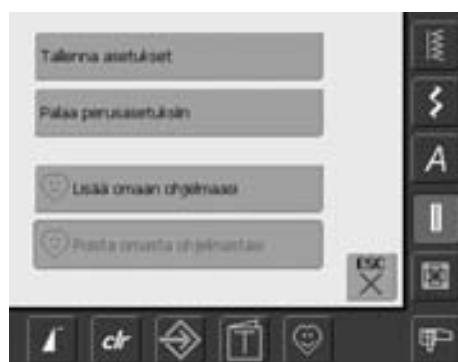 Tallenna asetukset
Palaa perusasetuksiin
Lisää omaan ohjelmaasi
Poista omasta ohjelmastasi
ESC
A
clr
T